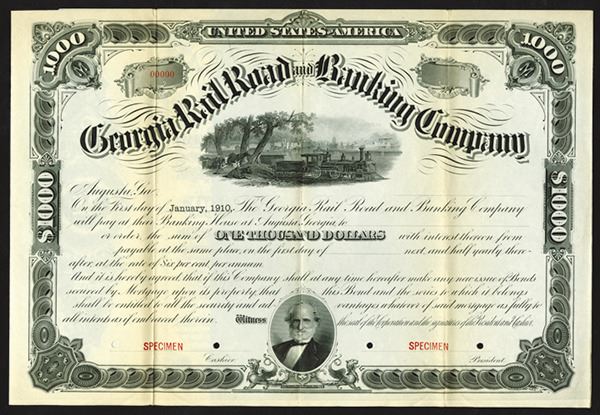 UNITED STATES OF AMERICA
1000
1000
00000
Georgia Rail Road and Banking Company
$1000
$1000
Augusta, Ga.
On the First day of January, 1910, The Georgia Rail Road and Banking Company
will pay at their Banking House at Augusta Georgia to
or order, the sum of ONE THOUSAND DOLLARS with interest thereon from
payable at the same place, on the first day of next, and half yearly there-
after, at the rate of Six per cent per annum.
And it is hereby agreed that if this Company shall at any time hereafter make any new issue of Bonds
secured by Mortgage upon its property, that this Bond and the series to which it belongs
shall be entitled to all the security and ad- vantages whatever of said mortgage as fully to
all intents as if embraced therein. Witness the seal of the Corporation and the signatures of the President and Cashier.
SPECIMEN
SPECIMEN
Cashier
President